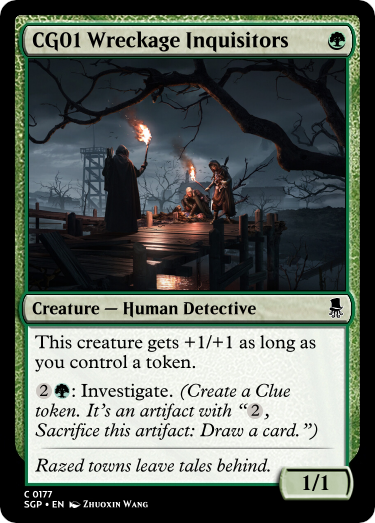 CG01 Wreckage Inquisitors
Creature — Human Detective
This creature gets +1/+1 as long as
you control a token.
2: Investigate. (Create a Clue
token. It's an artifact with “2,
Sacrifice this artifact: Draw a card.”)
Razed towns leave tales behind.
1/1
C 0177
SGP • EN Zhuoxin Wang